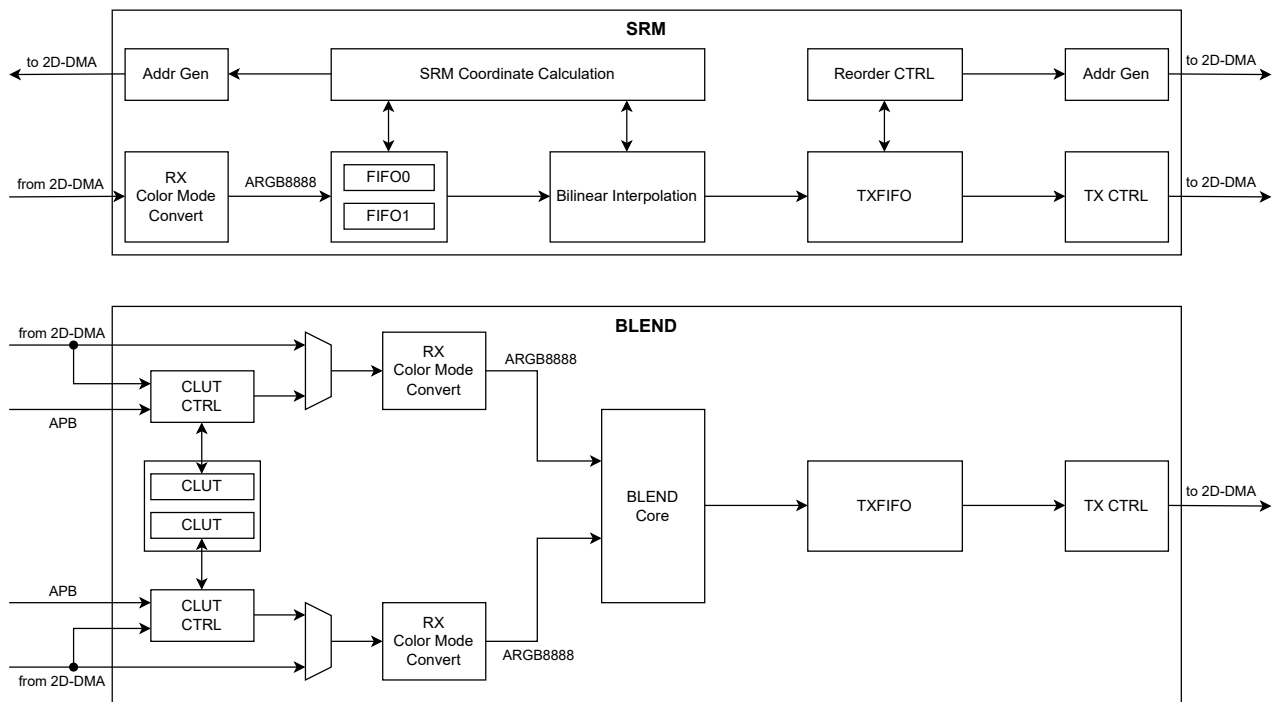 SRM
to 2D-DMA
Addr Gen
SRM Coordinate Calculation
Reorder CTRL
Addr Gen
to 2D-DMA
from 2D-DMA
RX
Color Mode
Convert
ARGB8888
FIFO0
FIFO1
Bilinear Interpolation
TXFIFO
TX CTRL
to 2D-DMA
BLEND
from 2D-DMA
APB
CLUT
CTRL
RX
Color Mode
Convert
ARGB8888
CLUT
CLUT
BLEND
Core
TXFIFO
TX CTRL
to 2D-DMA
APB
from 2D-DMA
CLUT
CTRL
RX
Color Mode
Convert
ARGB8888